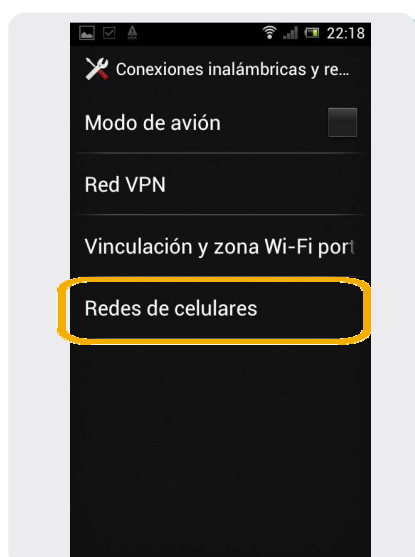 22:18
Conexiones inalámbricas y re...
Modo de avión
Red VPN
Vinculación y zona Wi-Fi port
Redes de celulares